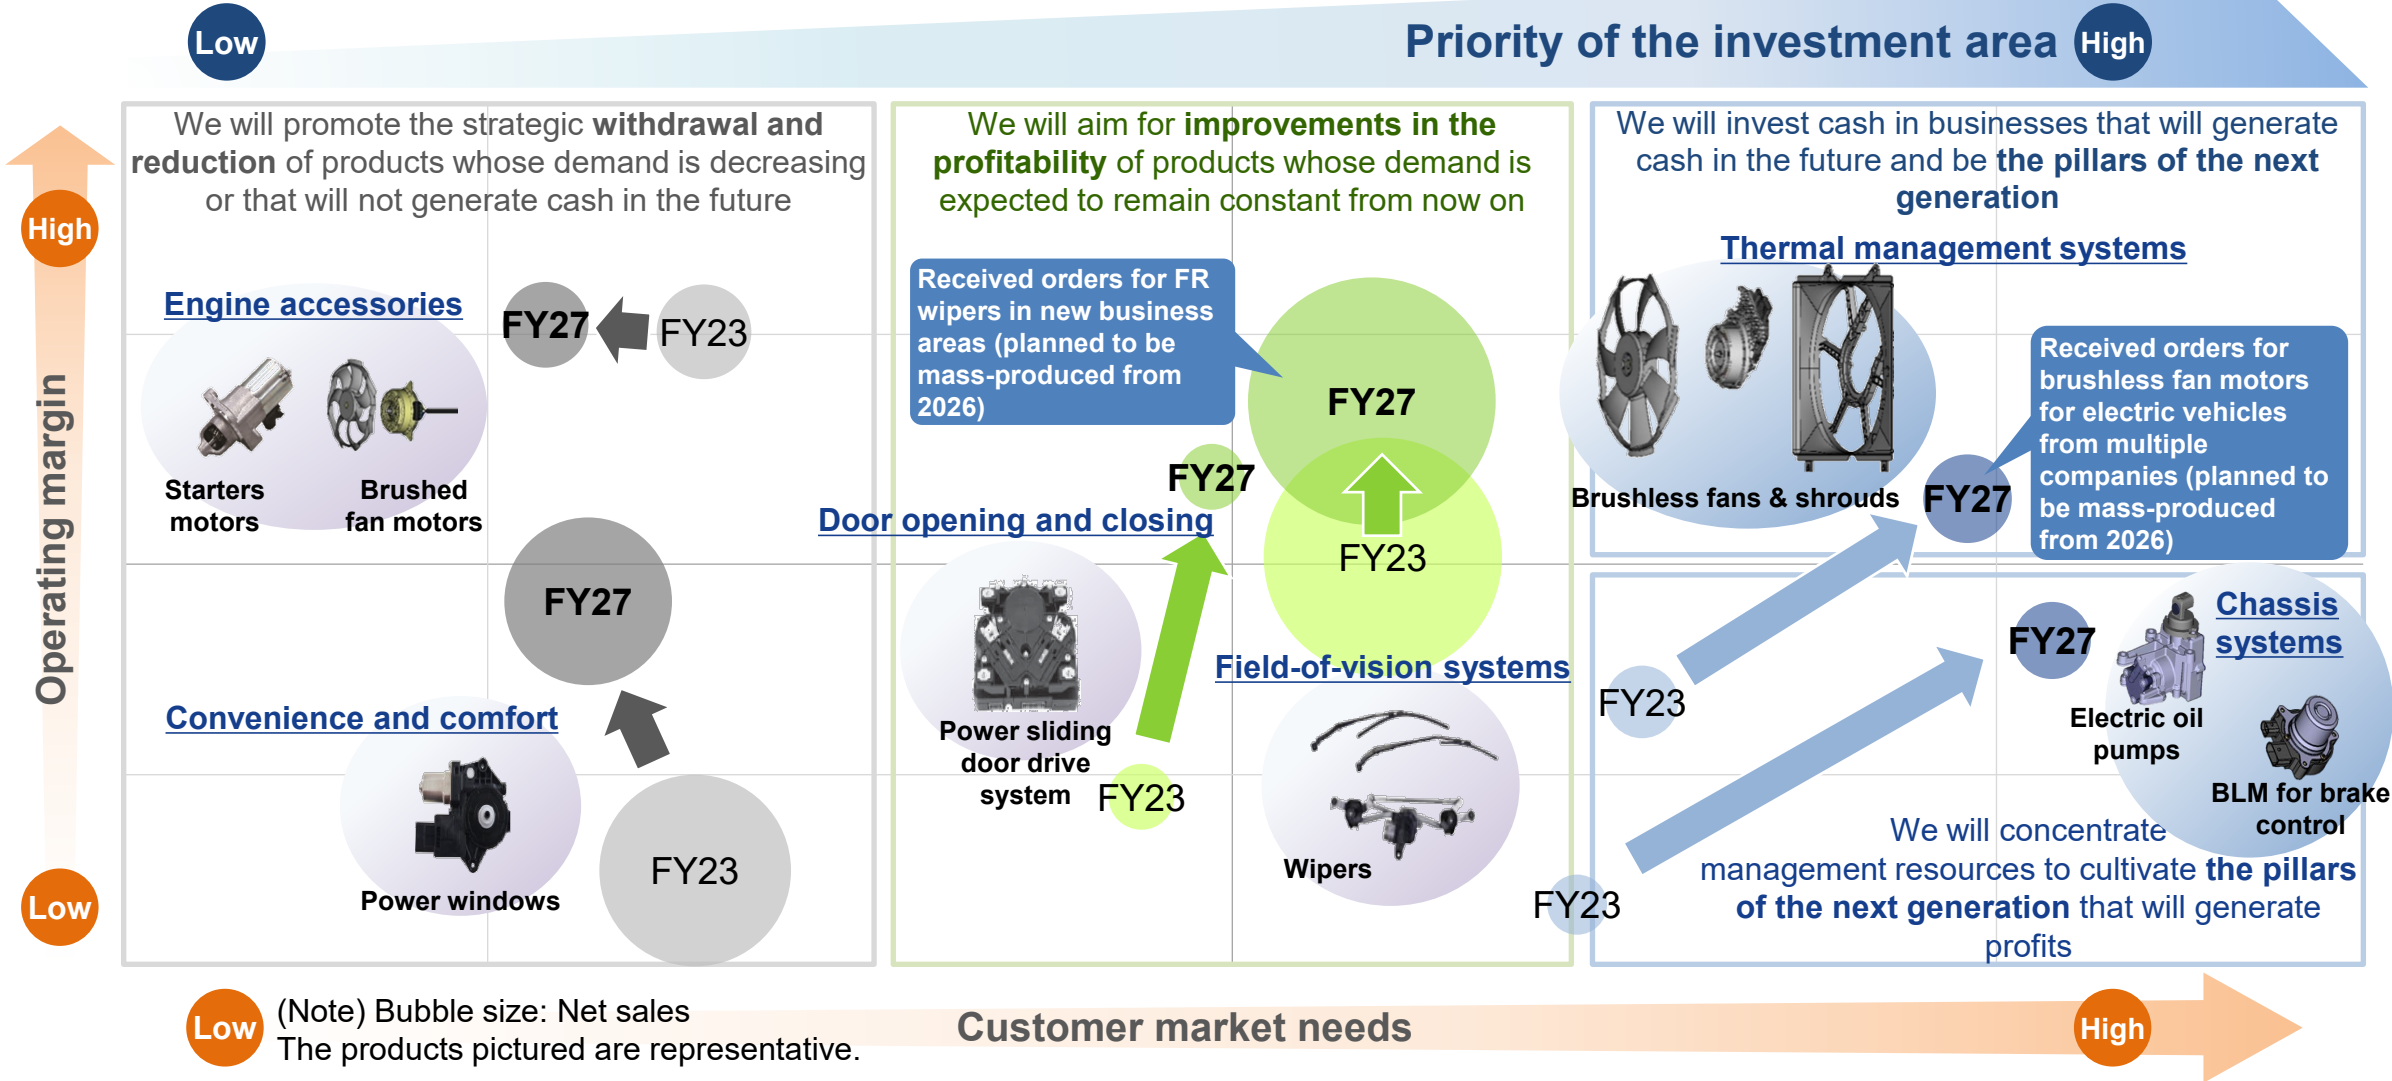 Low
Priority of the investment area
High
We will promote the strategic withdrawal and
reduction of products whose demand is decreasing
or that will not generate cash in the future
We will aim for improvements in the
profitability of products whose demand is
expected to remain constant from now on
We will invest cash in businesses that will generate
cash in the future and be the pillars of the next
generation
High
Operating margin
Low
Engine accessories
FY27
FY23
Starters
motors
Brushed
fan motors
FY27
Convenience and comfort
Power windows
FY23
Received orders for FR
wipers in new business
areas (planned to be
mass-produced from
2026)
FY27
FY27
FY23
Door opening and closing
Power sliding
door drive
system
FY23
Field-of-vision systems
Wipers
Thermal management systems
Brushless fans & shrouds
FY27
Received orders for
brushless fan motors
for electric vehicles
from multiple
companies (planned to
be mass-produced
from 2026)
FY23
FY27
Chassis
systems
Electric oil
pumps
BLM for brake
control
FY23
We will concentrate
management resources to cultivate the pillars
of the next generation that will generate
profits
Low
(Note) Bubble size: Net sales
The products pictured are representative.
Customer market needs
High